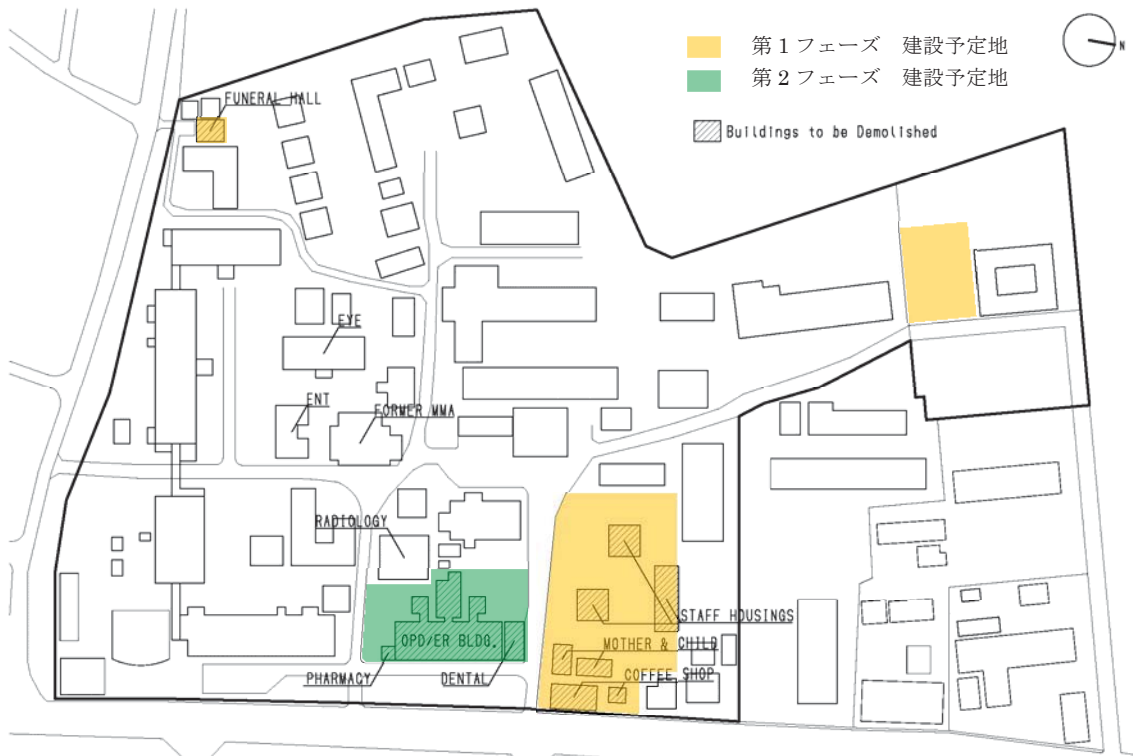 第1フェーズ 建設予定地
第2フェーズ 建設予定地
Buildings to be Demolished
N
FUNERAL HALL
EYE
ENT
FORMER MMA
RADIOLOGY
STAFF HOUSINGS
OPD/ER BLDG.
MOTHER & CHILD
PHARMACY
DENTAL
COFFEE SHOP